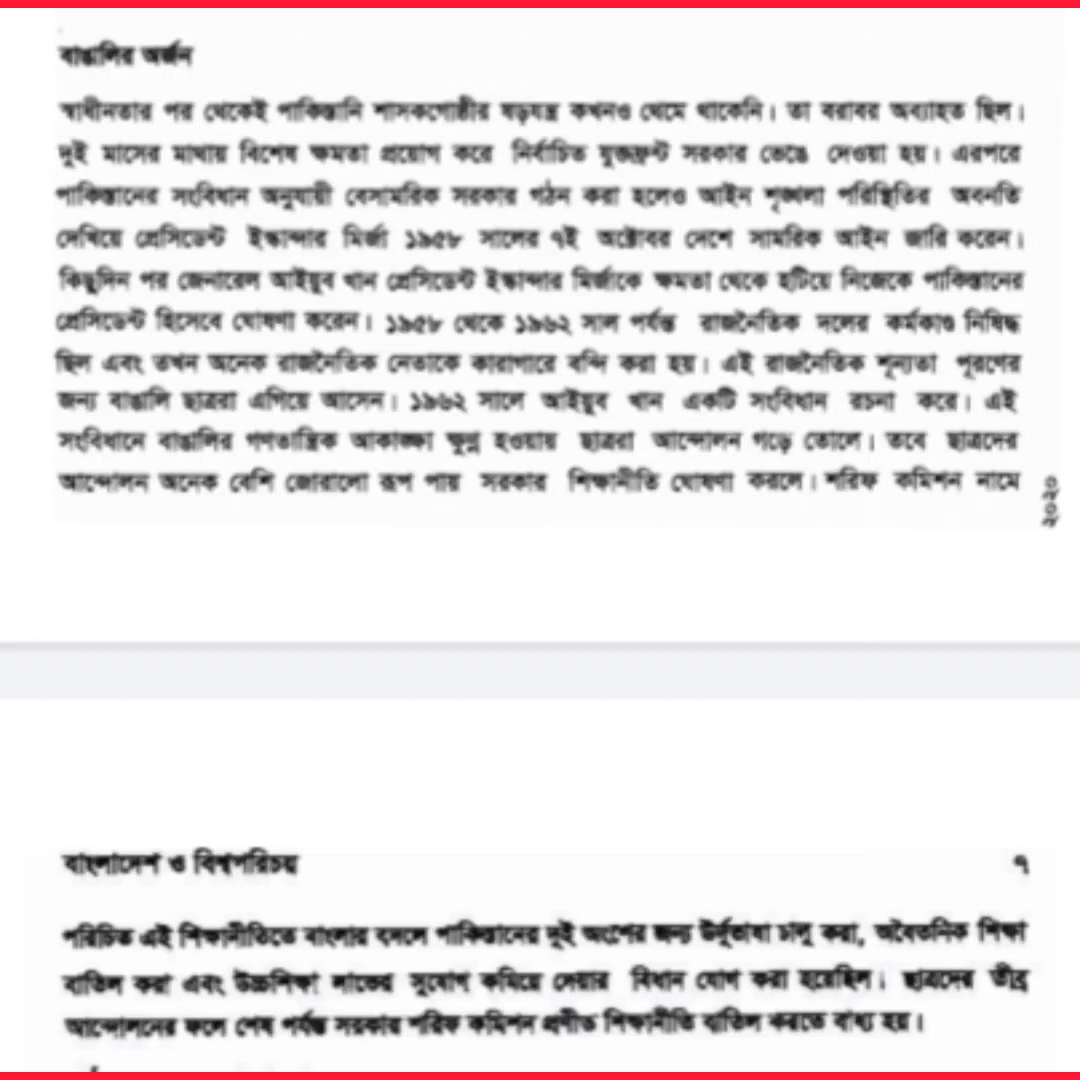 বাঙালির অর্জন
স্বাধীনতার পর থেকেই পাকিস্তানি শাসকগোষ্ঠীর ষড়যন্ত্র কখনও থেমে থাকেনি। তা বরাবর অব্যাহত ছিল।
দুই মাসের মাথায় বিশেষ ক্ষমতা প্রয়োগ করে নির্বাচিত যুক্তফ্রন্ট সরকার ভেঙে দেওয়া হয়। এরপরে
পাকিস্তানের সংবিধান অনুযায়ী বেসামরিক সরকার গঠন করা হলেও আইন শৃঙ্খলা পরিস্থিতির অবনতি
দেখিয়ে প্রেসিডেন্ট ইস্কান্দার মির্জা ১৯৫৮ সালের ৭ই অক্টোবর দেশে সামরিক আইন জারি করেন।
কিছুদিন পর জেনারেল আইয়ুব খান প্রেসিডেন্ট ইস্কান্দার মির্জাকে ক্ষমতা থেকে হটিয়ে নিজেকে পাকিস্তানের
প্রেসিডেন্ট হিসেবে ঘোষণা করেন। ১৯৫৮ থেকে ১৯৬২ সাল পর্যন্ত রাজনৈতিক দলের কর্মকাণ্ড নিষিদ্ধ
ছিল এবং তখন অনেক রাজনৈতিক নেতাকে কারাগারে বন্দি করা হয়। এই রাজনৈতিক শূন্যতা পূরণের
জন্য বাঙালি ছাত্ররা এগিয়ে আসেন। ১৯৬২ সালে আইয়ুব খান একটি সংবিধান রচনা করে। এই
সংবিধানে বাঙালির গণতান্ত্রিক আকাঙ্ক্ষা ক্ষুণ্ন হওয়ায় ছাত্ররা আন্দোলন গড়ে তোলে। তবে ছাত্রদের
আন্দোলন অনেক বেশি জোরালো রূপ পায় সরকার শিক্ষানীতি ঘোষণা করলে। শরিফ কমিশন নামে
২০২০
বাংলাদেশ ও বিশ্বপরিচয় ৭
পরিচিত এই শিক্ষানীতিতে বাংলার বদলে পাকিস্তানের দুই অংশের জন্য উর্দুভাষা চালু করা, অবৈতনিক শিক্ষা
বাতিল করা এবং উচ্চশিক্ষা লাভের সুযোগ কমিয়ে দেয়ার বিধান যোগ করা হয়েছিল। ছাত্রদের তীব্র
আন্দোলনের ফলে শেষ পর্যন্ত সরকার শরিফ কমিশন প্রণীত শিক্ষানীতি বাতিল করতে বাধ্য হয়।